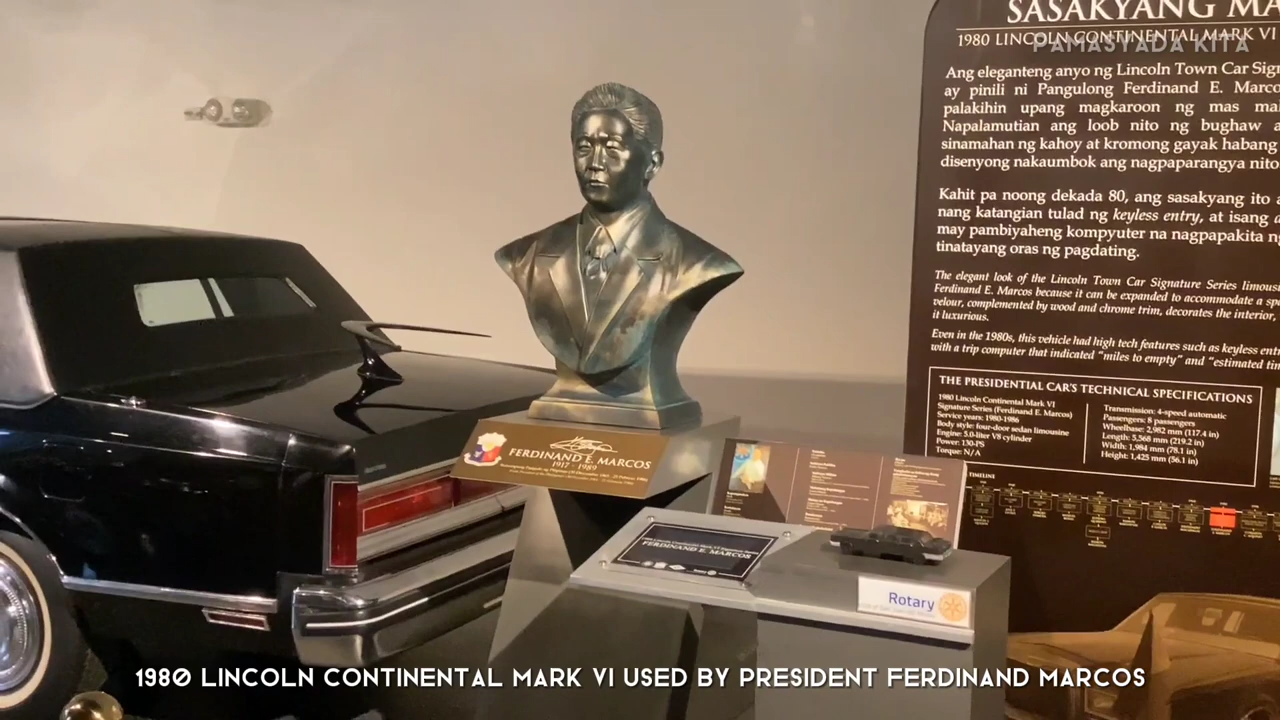 SASAKYANG MA
1980 LINCOLN CONTINENTAL MARK VI
PAMASYADA KITA
Ang eleganteng anyo ng Lincoln Town Car Sign
ay pinili ni Pangulong Ferdinand E. Marco
palakihin upang magkaroon ng mas mal
Napalamutian ang loob nito ng bughaw a
sinamahan ng kahoy at kromong gayak habang
disenyong nakaumbok ang nagpaparangya nito
Kahit pa noong dekada 80, ang sasakyang ito a
nang katangian tulad ng keyless entry, at isang a
may pambiyaheng kompyuter na nagpapakita ng
tinatayang oras ng pagdating.
The elegant look of the Lincoln Town Car Signature Series limous
Ferdinand E. Marcos because it can be expanded to accommodate a sp
velour, complemented by wood and chrome trim, decorates the interior,
it luxurious.
Even in the 1980s, this vehicle had high tech features such as keyless ent
with a trip computer that indicated "miles to empty" and "estimated tim
THE PRESIDENTIAL CAR'S TECHNICAL SPECIFICATIONS
1980 Lincoln Continental Mark VI
Signature Series (Ferdinand E. Marcos)
Service years: 1980-1986
Body style: four-door sedan limousine
Engine: 5.0-liter V8 cylinder
Power: 130-PS
Torque: N/A
Transmission: 4-speed automatic
Passengers: 8 passengers
Wheelbase: 2,982 mm (117.4 in)
Length: 5,568 mm (219.2 in)
Width: 1,984 mm (78.1 in)
Height: 1,425 mm (56.1 in)
TIMELINE
FERDINAND E. MARCOS
1917 - 1989
1980 Lincoln Continental Mark VI Signature Series
FERDINAND E. MARCOS
Rotary
1980 LINCOLN CONTINENTAL MARK VI USED BY PRESIDENT FERDINAND MARCOS